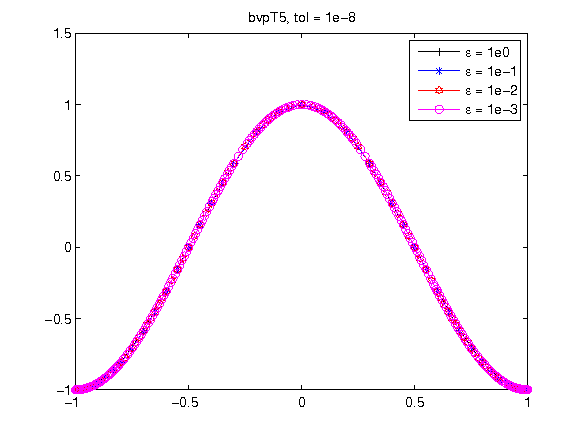 bvpT5, tol = 1e−8
1.5
ε = 1e0
ε = 1e−1
ε = 1e−2
ε = 1e−3
1
0.5
0
−0.5
−1
−1
−0.5
0
0.5
1